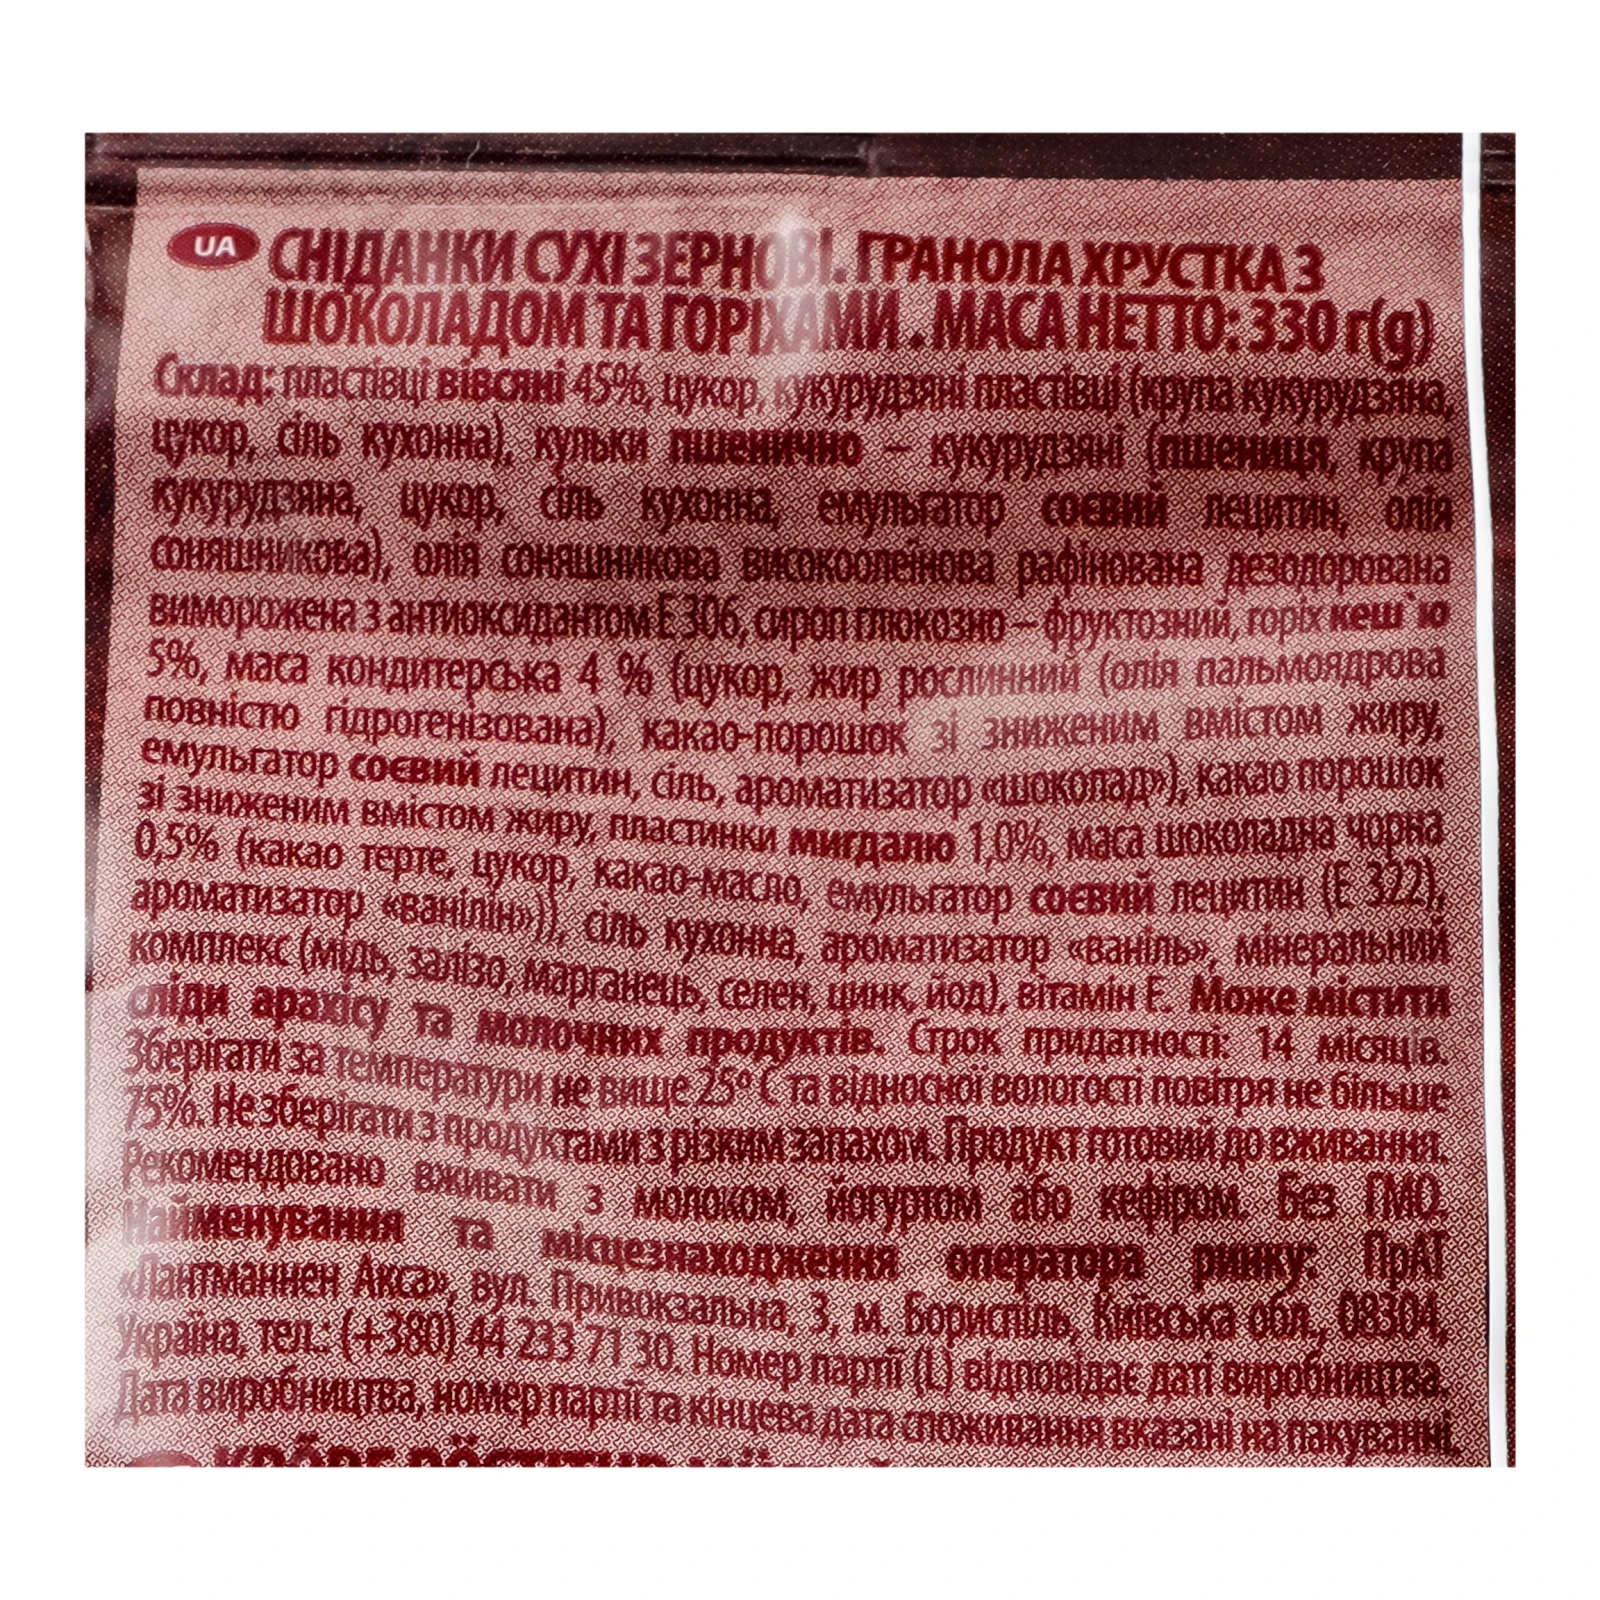 UA СНІДАНКИ СУХІ ЗЕРНОВІ. ГРАНОЛА ХРУСТКА З
ШОКОЛАДОМ ТА ГОРІХАМИ . МАСА НЕТТО: 330 г(g)
Склад: пластівці вівсяні 45%, цукор, кукурудзяні пластівці (крупа кукурудзяна,
цукор, сіль кухонна), кульки пшенично – кукурудзяні (пшениця, крупа
кукурудзяна, цукор, сіль кухонна, емульгатор соєвий лецитин, олія
соняшникова), олія соняшникова високоолеїнова рафінована дезодорована
виморожена з антиоксидантом Е 306, сироп глюкозно – фруктозний, горіх кеш`ю
5%, маса кондитерська 4 % (цукор, жир рослинний (олія пальмоядрова
повністю гідрогенізована), какао-порошок зі зниженим вмістом жиру,
емульгатор соєвий лецитин, сіль, ароматизатор «шоколад»), какао порошок
зі зниженим вмістом жиру, пластинки мигдалю 1,0%, маса шоколадна чорна
0,5% (какао терте, цукор, какао-масло, емульгатор соєвий лецитин (Е 322),
ароматизатор «ванілін»)), сіль кухонна, ароматизатор «ваніль», мінеральний
комплекс (мідь, залізо, марганець, селен, цинк, йод), вітамін Е. Може містити
сліди арахісу та молочних продуктів. Строк придатності: 14 місяців.
Зберігати за температури не вище 25º С та відносної вологості повітря не більше
75%. Не зберігати з продуктами з різким запахом. Продукт готовий до вживання.
Рекомендовано вживати з молоком, йогуртом або кефіром. Без ГМО.
Найменування та місцезнаходження оператора ринку: ПрАТ
«Лантманнен Акса», вул. Привокзальна, 3, м. Бориспіль, Київська обл., 08304,
Україна, тел.: (+380) 44 233 71 30. Номер партії (L) відповідає даті виробництва.
Дата виробництва, номер партії та кінцева дата споживання вказані на пакуванні.